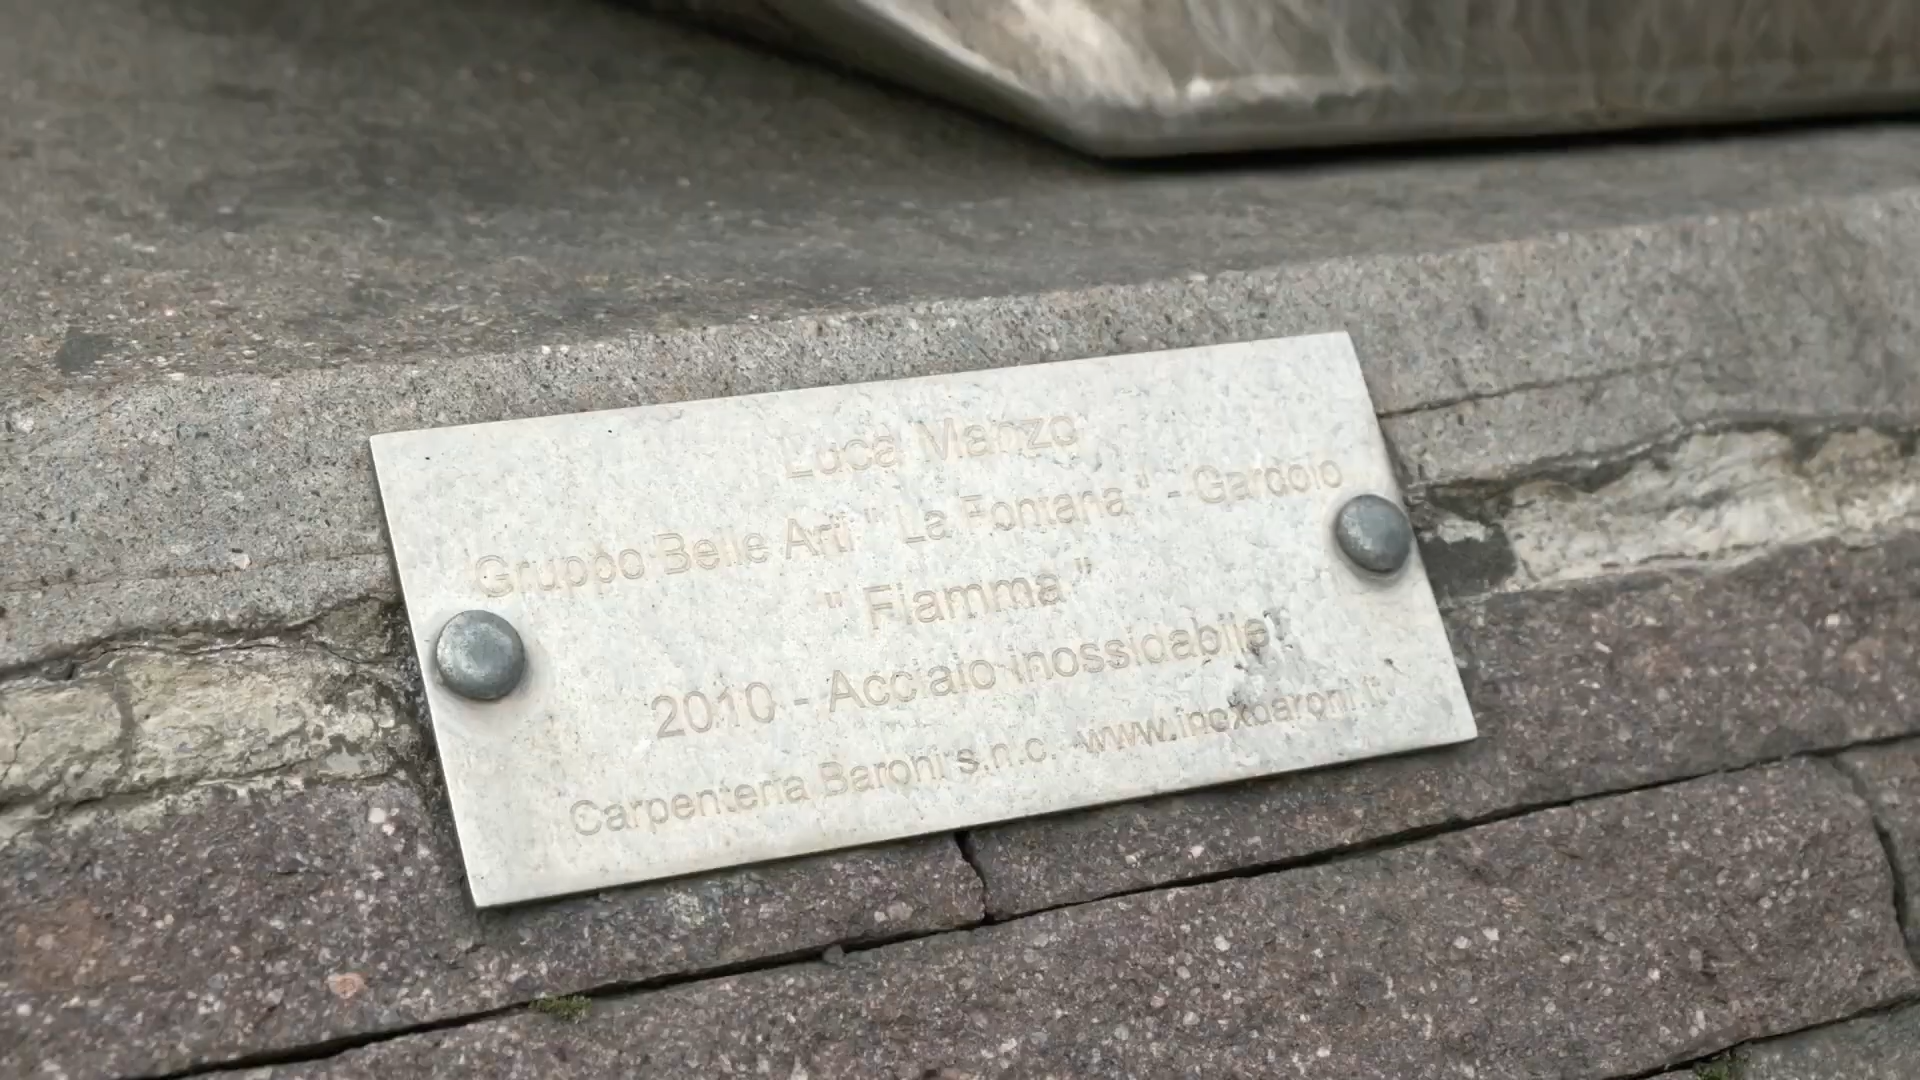 Luca Manzo
Gruppo Belle Arti " La Fontana " - Gardolo
" Fiamma "
2010 - Acciaio inossidabile
Carpenteria Baroni s.n.c. -www.inoxbaroni.it